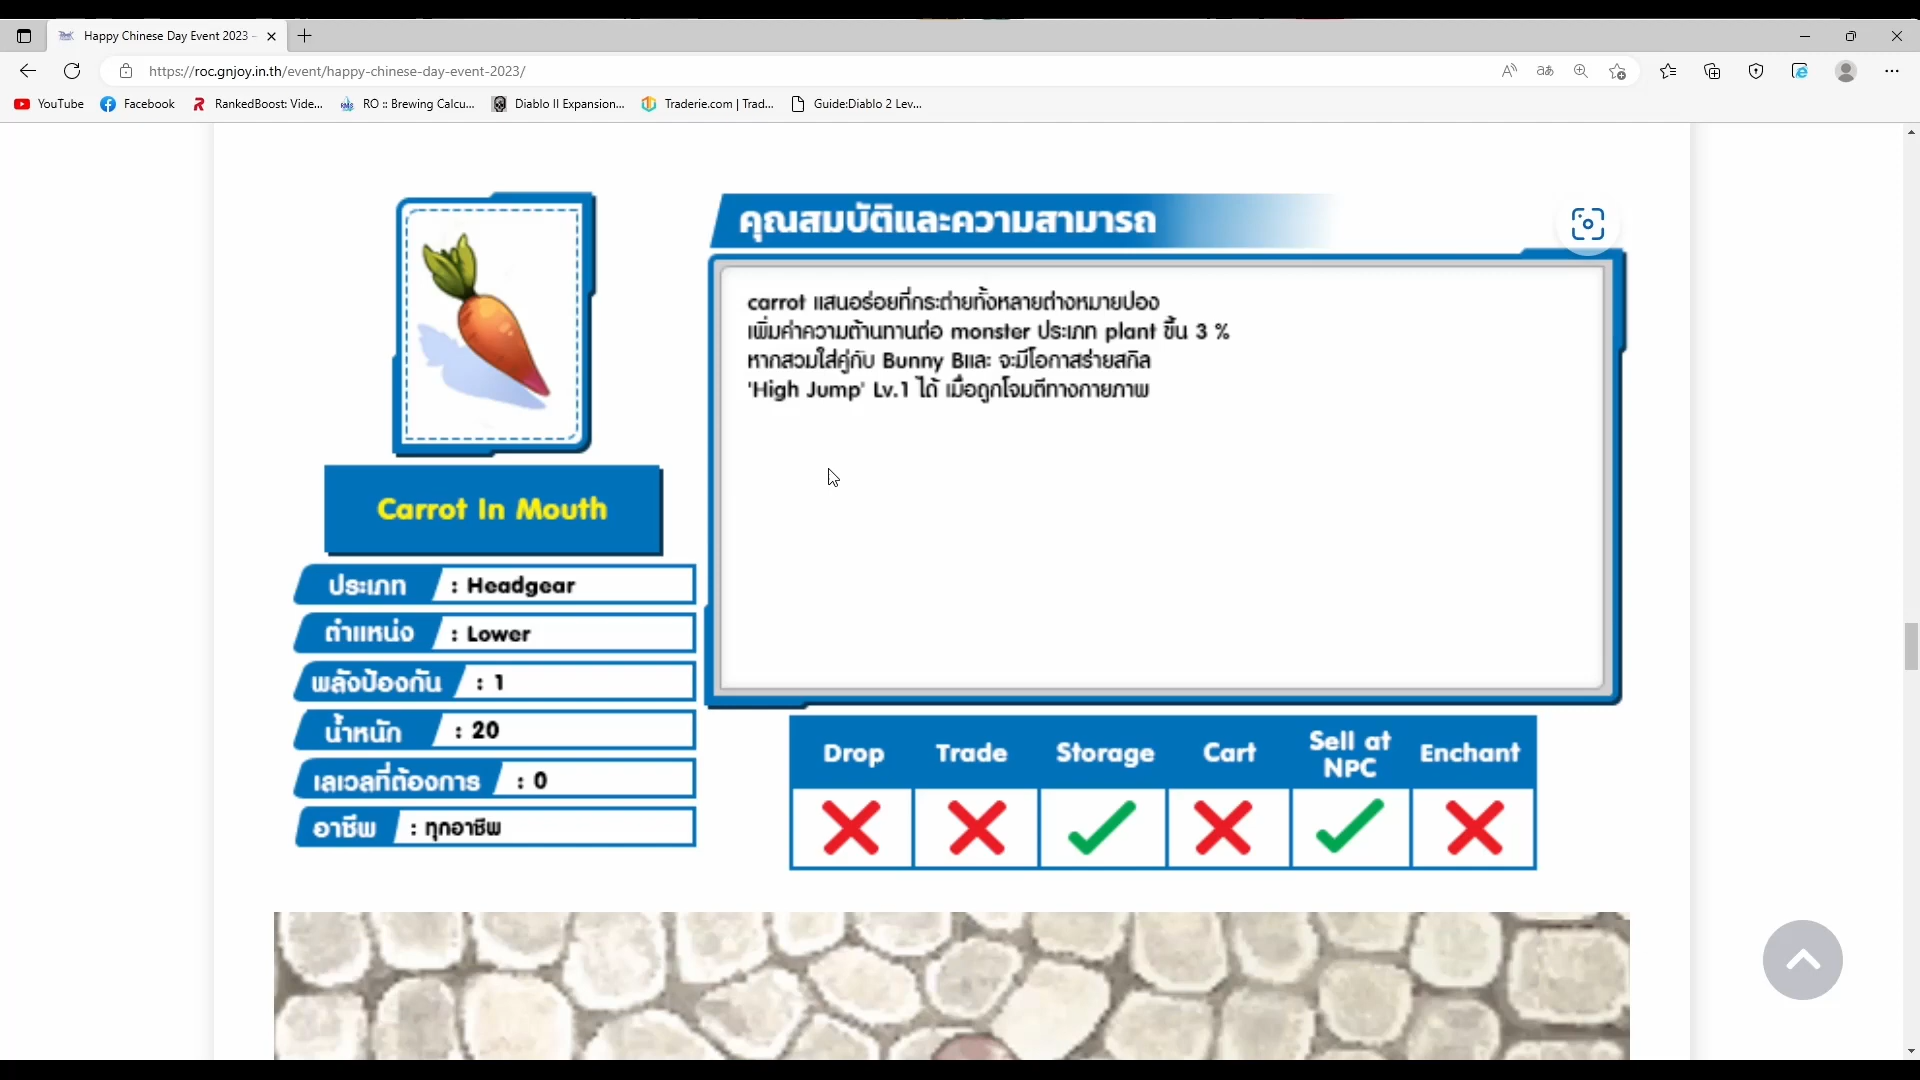 Happy Chinese Day Event 2023 -
https://roc.gnjoy.in.th/event/happy-chinese-day-event-2023/
YouTube
Facebook
RankedBoost: Vide...
RO :: Brewing Calcu...
Diablo II Expansion...
Traderie.com | Trad...
Guide:Diablo 2 Lev...
คุณสมบัติและความสามารถ
carrot แสนอร่อยที่กระต่ายทั้งหลายต่างหมายปอง
เพิ่มค่าความต้านทานต่อ monster ประเภท plant ขึ้น 3 %
หากสวมใส่คู่กับ Bunny Bและ จะมีโอกาสร่ายสกิล
'High Jump' Lv.1 ได้ เมื่อถูกโจมตีทางกายภาพ
Carrot In Mouth
ประเภท : Headgear
ตำแหน่ง : Lower
พลังป้องกัน : 1
น้ำหนัก : 20
เลเวลที่ต้องการ : 0
อาชีพ : ทุกอาชีพ
Drop Trade Storage Cart Sell at NPC Enchant